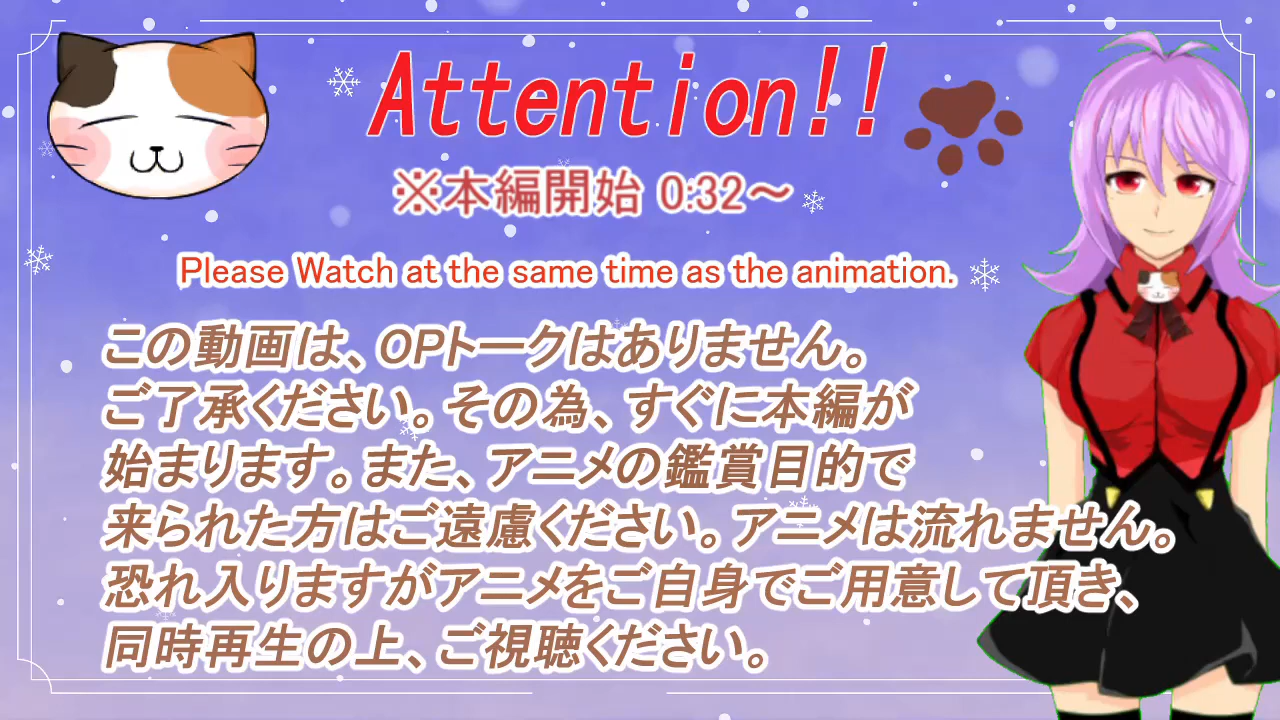 Attention!!
※本編開始 0:32～
Please Watch at the same time as the animation.
この動画は、OPトークはありません。
ご了承ください。その為、すぐに本編が
始まります。また、アニメの鑑賞目的で
来られた方はご遠慮ください。アニメは流れません。
恐れ入りますがアニメをご自身でご用意して頂き、
同時再生の上、ご視聴ください。